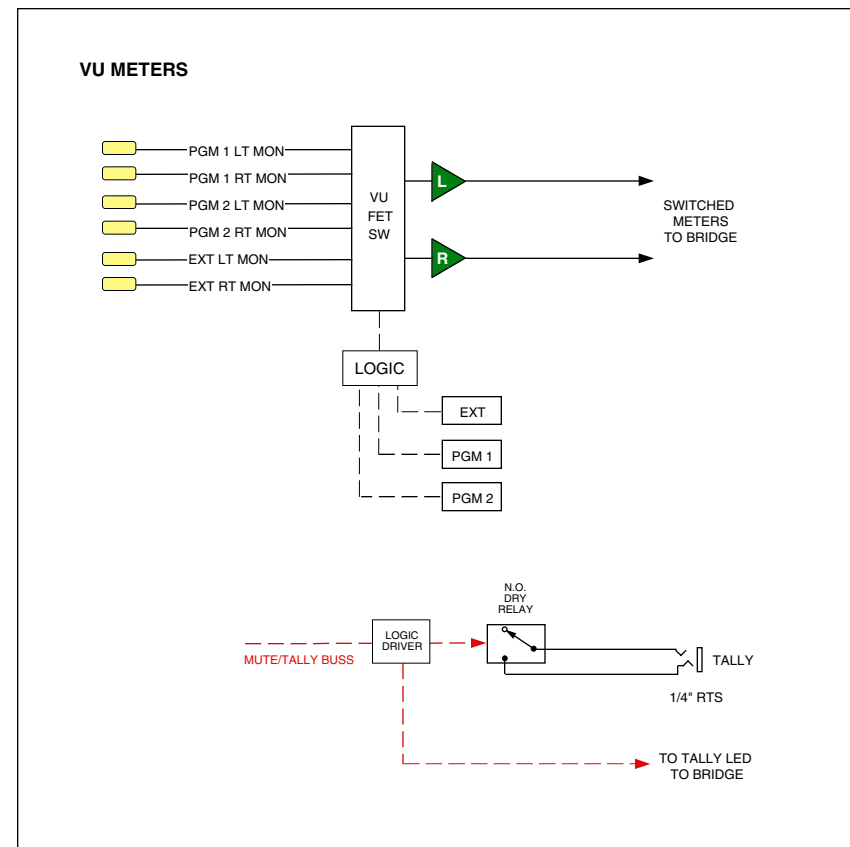 VU METERS
PGM 1 LT MON
PGM 1 RT MON
PGM 2 LT MON
PGM 2 RT MON
EXT LT MON
EXT RT MON
VU
FET
SW
L
R
SWITCHED
METERS
TO BRIDGE
LOGIC
EXT
PGM 1
PGM 2
N.O.
DRY
RELAY
LOGIC
DRIVER
MUTE/TALLY BUSS
TALLY
1/4" RTS
TO TALLY LED
TO BRIDGE